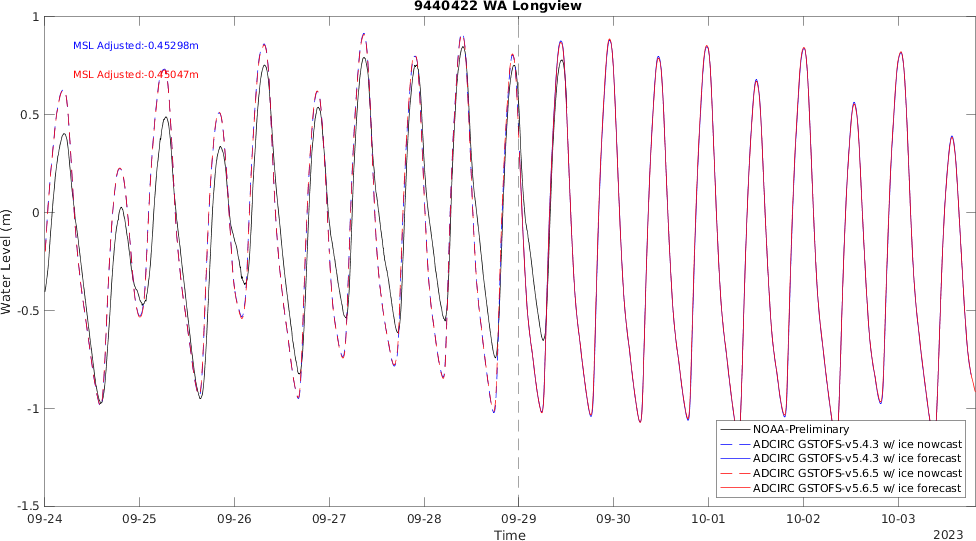 9440422 WA Longview
MSL Adjusted:-0.45298m
MSL Adjusted:-0.45047m
Water Level (m)
1
0.5
0
-0.5
-1
-1.5
NOAA-Preliminary
ADCIRC GSTOFS-v5.4.3 w/ ice nowcast
ADCIRC GSTOFS-v5.4.3 w/ ice forecast
ADCIRC GSTOFS-v5.6.5 w/ ice nowcast
ADCIRC GSTOFS-v5.6.5 w/ ice forecast
09-24 09-25 09-26 09-27 09-28 09-29 09-30 10-01 10-02 10-03
Time
2023